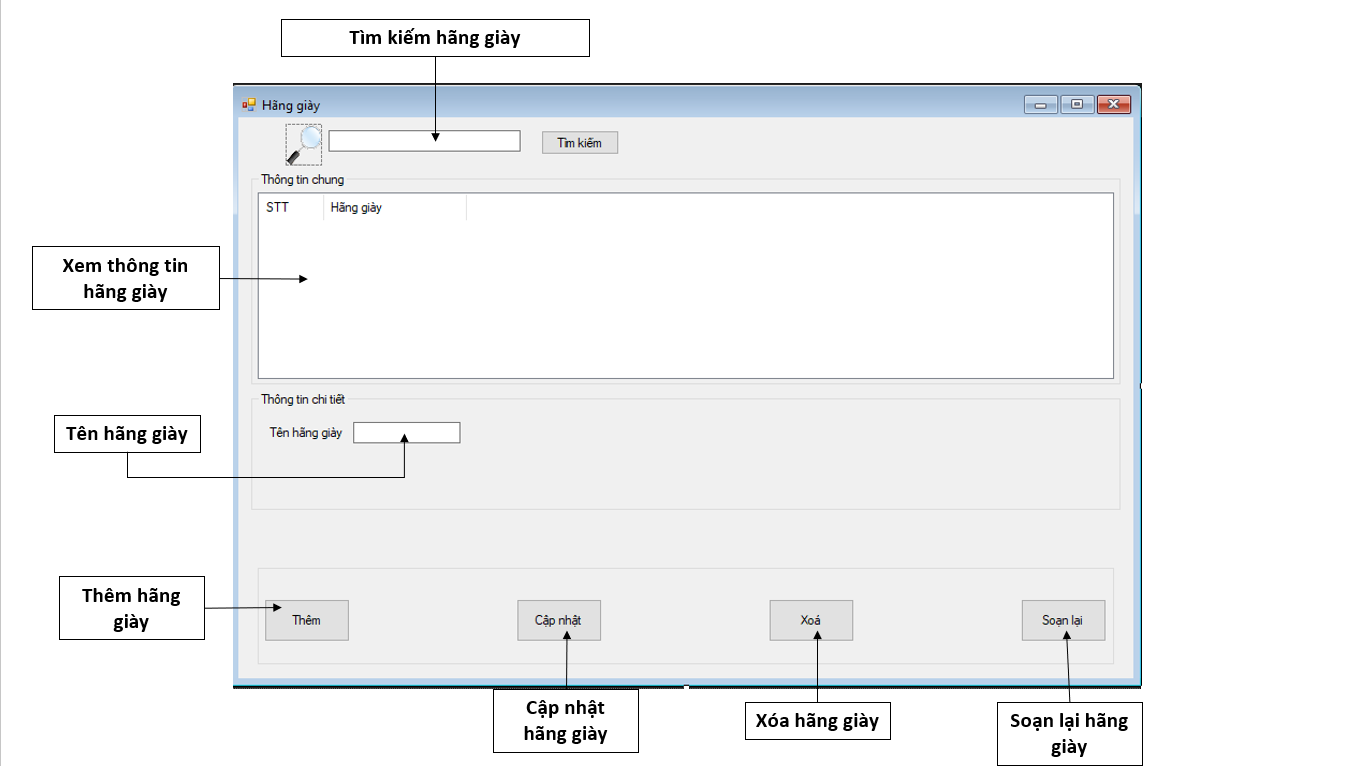 Tìm kiếm hãng giày
Hãng giày
Tìm kiếm
Thông tin chung
STT Hãng giày
Xem thông tin
hãng giày
Thông tin chi tiết
Tên hãng giày
Tên hãng giày
Thêm hãng
giày
Thêm Cập nhật Xoá Soạn lại
Cập nhật
hãng giày
Xóa hãng giày
Soạn lại hãng
giày